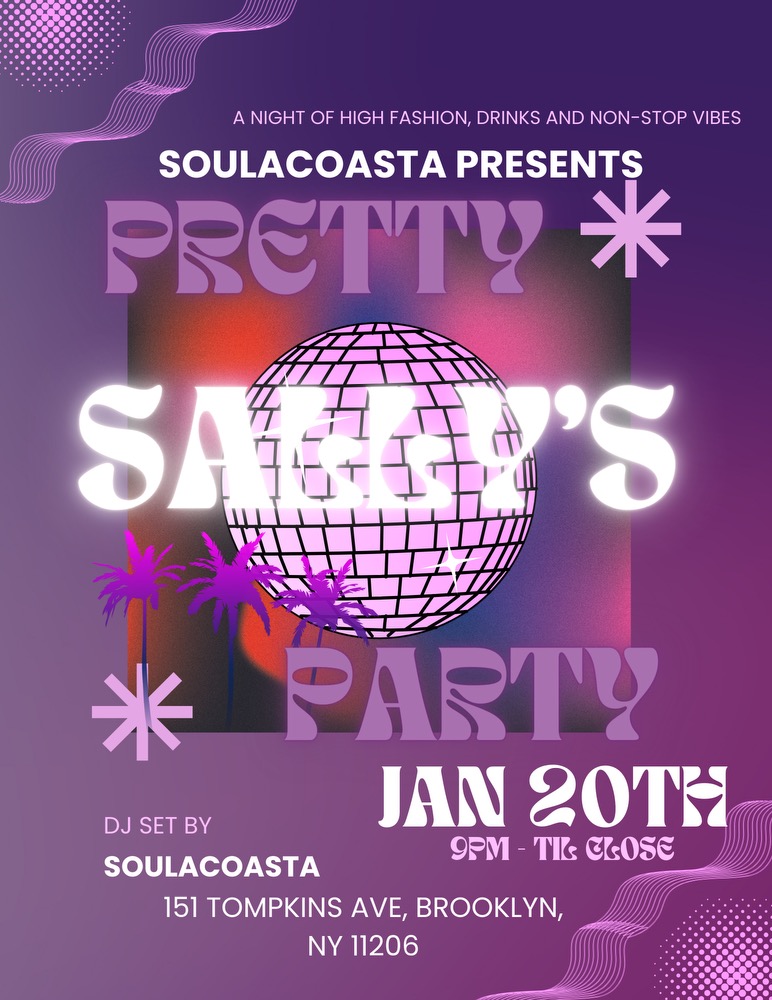 A NIGHT OF HIGH FASHION, DRINKS AND NON-STOP VIBES
SOULACOASTA PRESENTS
PRETTY
SALLY'S
PARTY
JAN 20TH
9PM - TIL CLOSE
DJ SET BY
SOULACOASTA
151 TOMPKINS AVE, BROOKLYN,
NY 11206